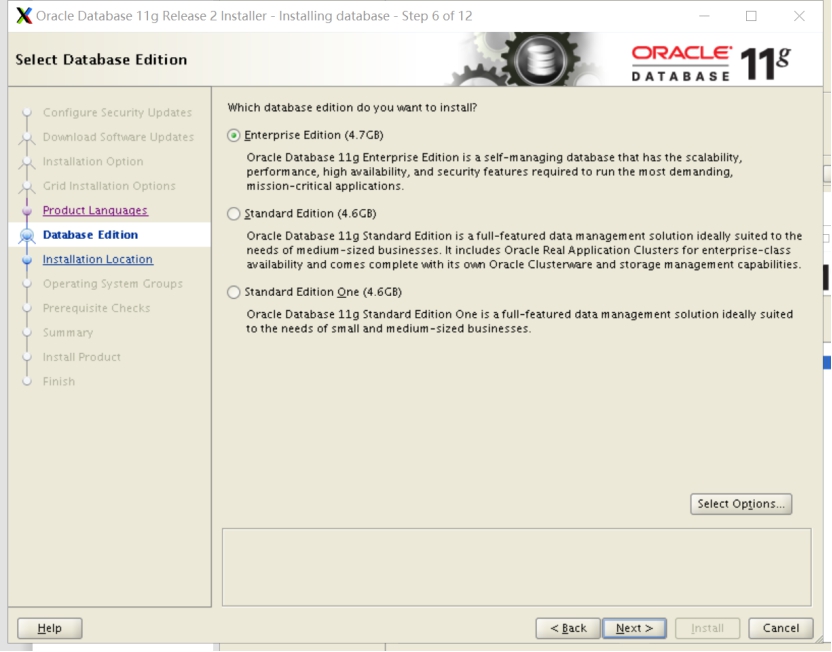 Oracle Database 11g Release 2 Installer - Installing database - Step 6 of 12
Select Database Edition
ORACLE
DATABASE
11g
Configure Security Updates
Download Software Updates
Installation Option
Grid Installation Options
Product Languages
Database Edition
Installation Location
Operating System Groups
Prerequisite Checks
Summary
Install Product
Finish
Which database edition do you want to install?
Enterprise Edition (4.7GB)
Oracle Database 11g Enterprise Edition is a self-managing database that has the scalability,
performance, high availability, and security features required to run the most demanding,
mission-critical applications.
Standard Edition (4.6GB)
Oracle Database 11g Standard Edition is a full-featured data management solution ideally suited to the
needs of medium-sized businesses. It includes Oracle Real Application Clusters for enterprise-class
availability and comes complete with its own Oracle Clusterware and storage management capabilities.
Standard Edition One (4.6GB)
Oracle Database 11g Standard Edition One is a full-featured data management solution ideally suited
to the needs of small and medium-sized businesses.
Select Options...
Help
< Back
Next >
Install
Cancel